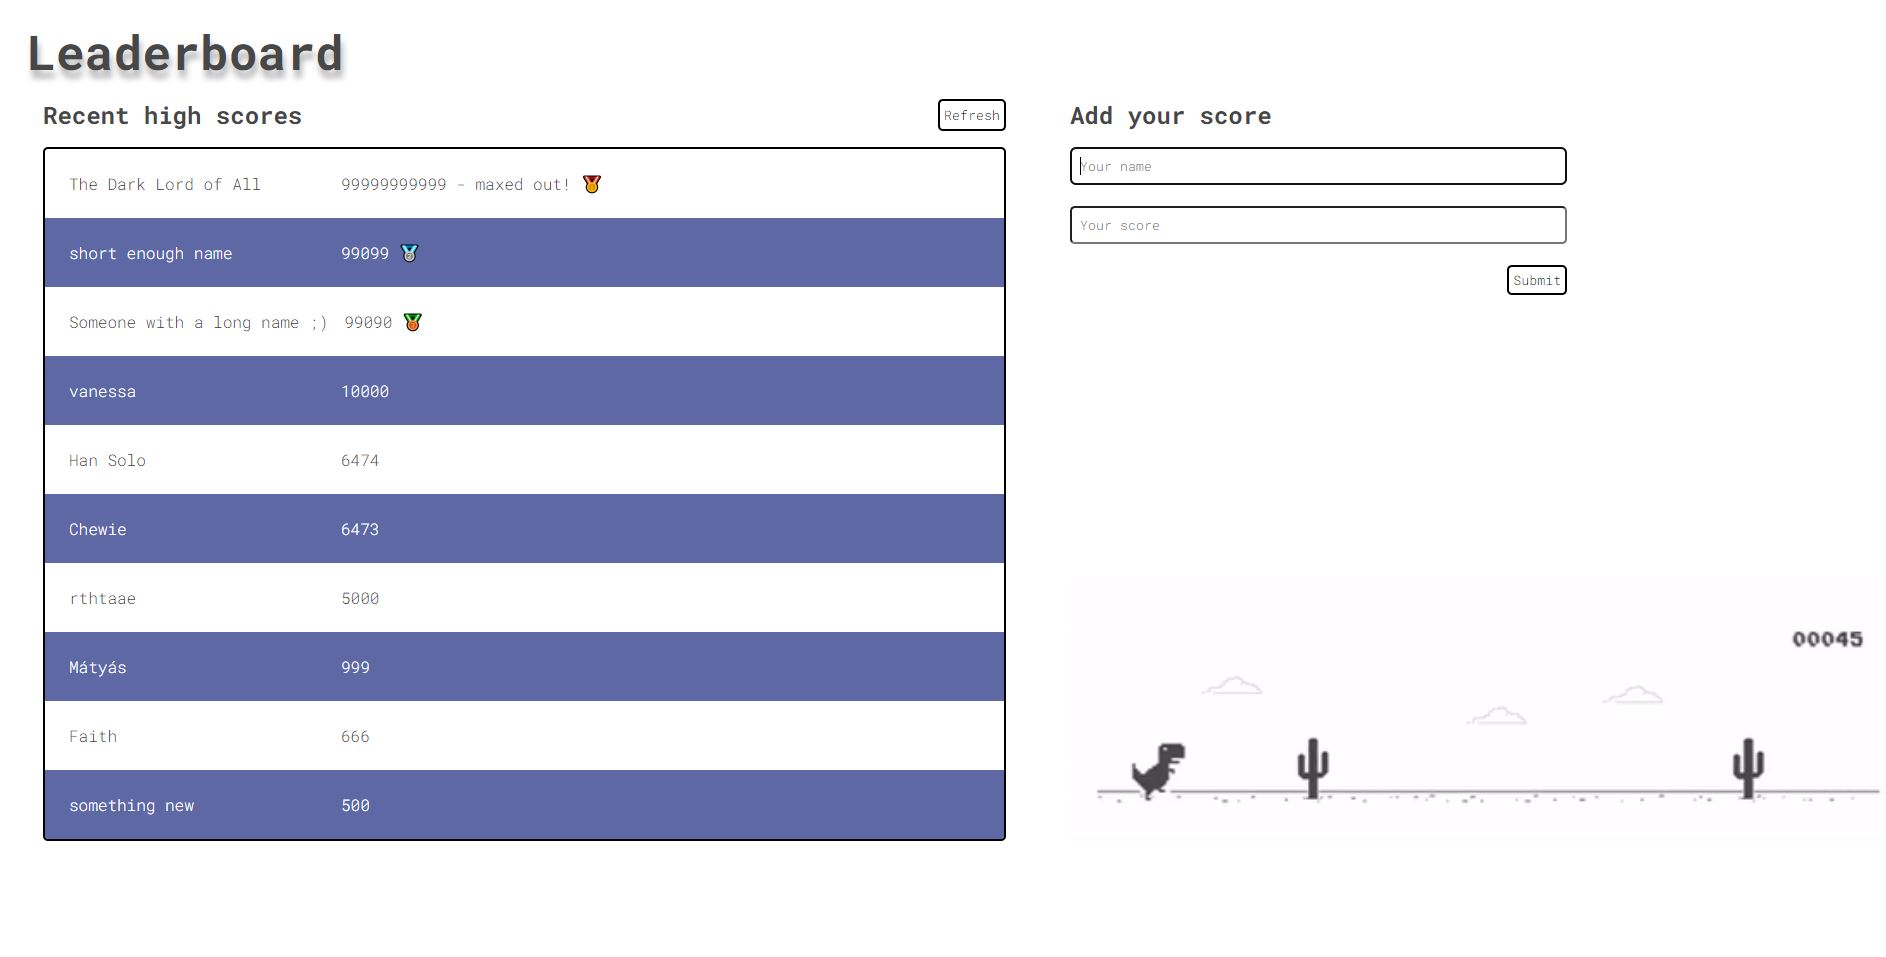 Leaderboard
Recent high scores
Refresh
The Dark Lord of All 99999999999 - maxed out!
short enough name 99099
Someone with a long name ;) 99090
vanessa 10000
Han Solo 6474
Chewie 6473
rthtaae 5000
Mátyás 999
Faith 666
something new 500
Add your score
Your name
Your score
Submit
00045